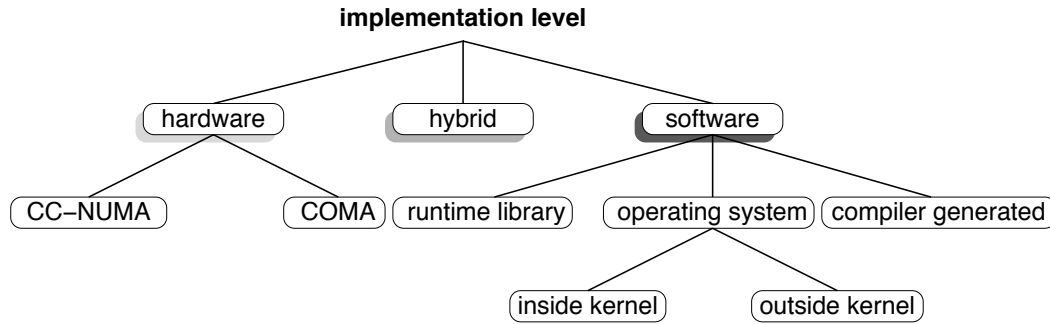 implementation level
hardware
hybrid
software
CC–NUMA
COMA
runtime library
operating system
compiler generated
inside kernel
outside kernel